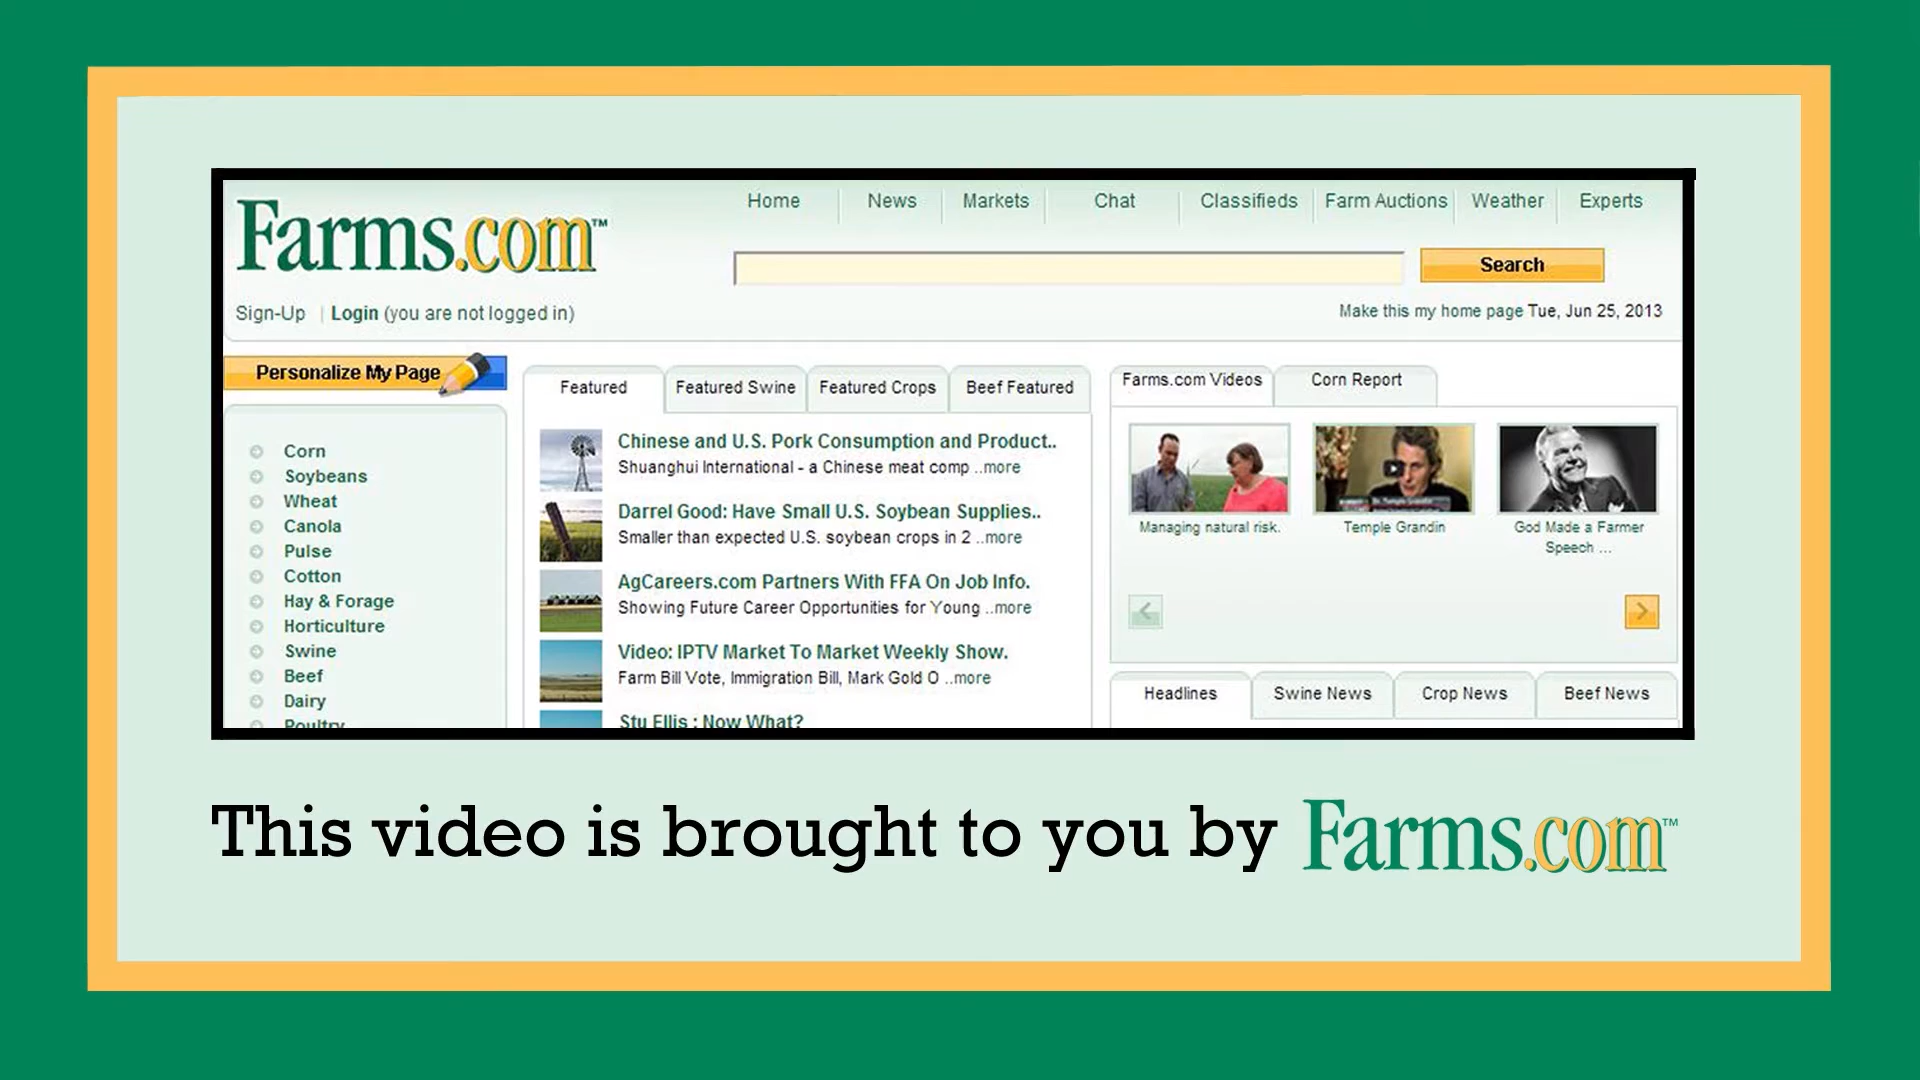 Farms.com™
Home News Markets Chat Classifieds Farm Auctions Weather Experts
Search
Sign-Up | Login (you are not logged in)
Make this my home page Tue, Jun 25, 2013
Personalize My Page
Corn
Soybeans
Wheat
Canola
Pulse
Cotton
Hay & Forage
Horticulture
Swine
Beef
Dairy
Poultry
Featured Featured Swine Featured Crops Beef Featured
Chinese and U.S. Pork Consumption and Product..
Shuanghui International - a Chinese meat comp ..more
Darrel Good: Have Small U.S. Soybean Supplies..
Smaller than expected U.S. soybean crops in 2 ..more
AgCareers.com Partners With FFA On Job Info.
Showing Future Career Opportunities for Young ..more
Video: IPTV Market To Market Weekly Show.
Farm Bill Vote, Immigration Bill, Mark Gold O ..more
Stu Ellis : Now What?
Farms.com Videos Corn Report
Managing natural risk.
Temple Grandin
God Made a Farmer
Speech ...
Headlines Swine News Crop News Beef News
This video is brought to you by Farms.com™